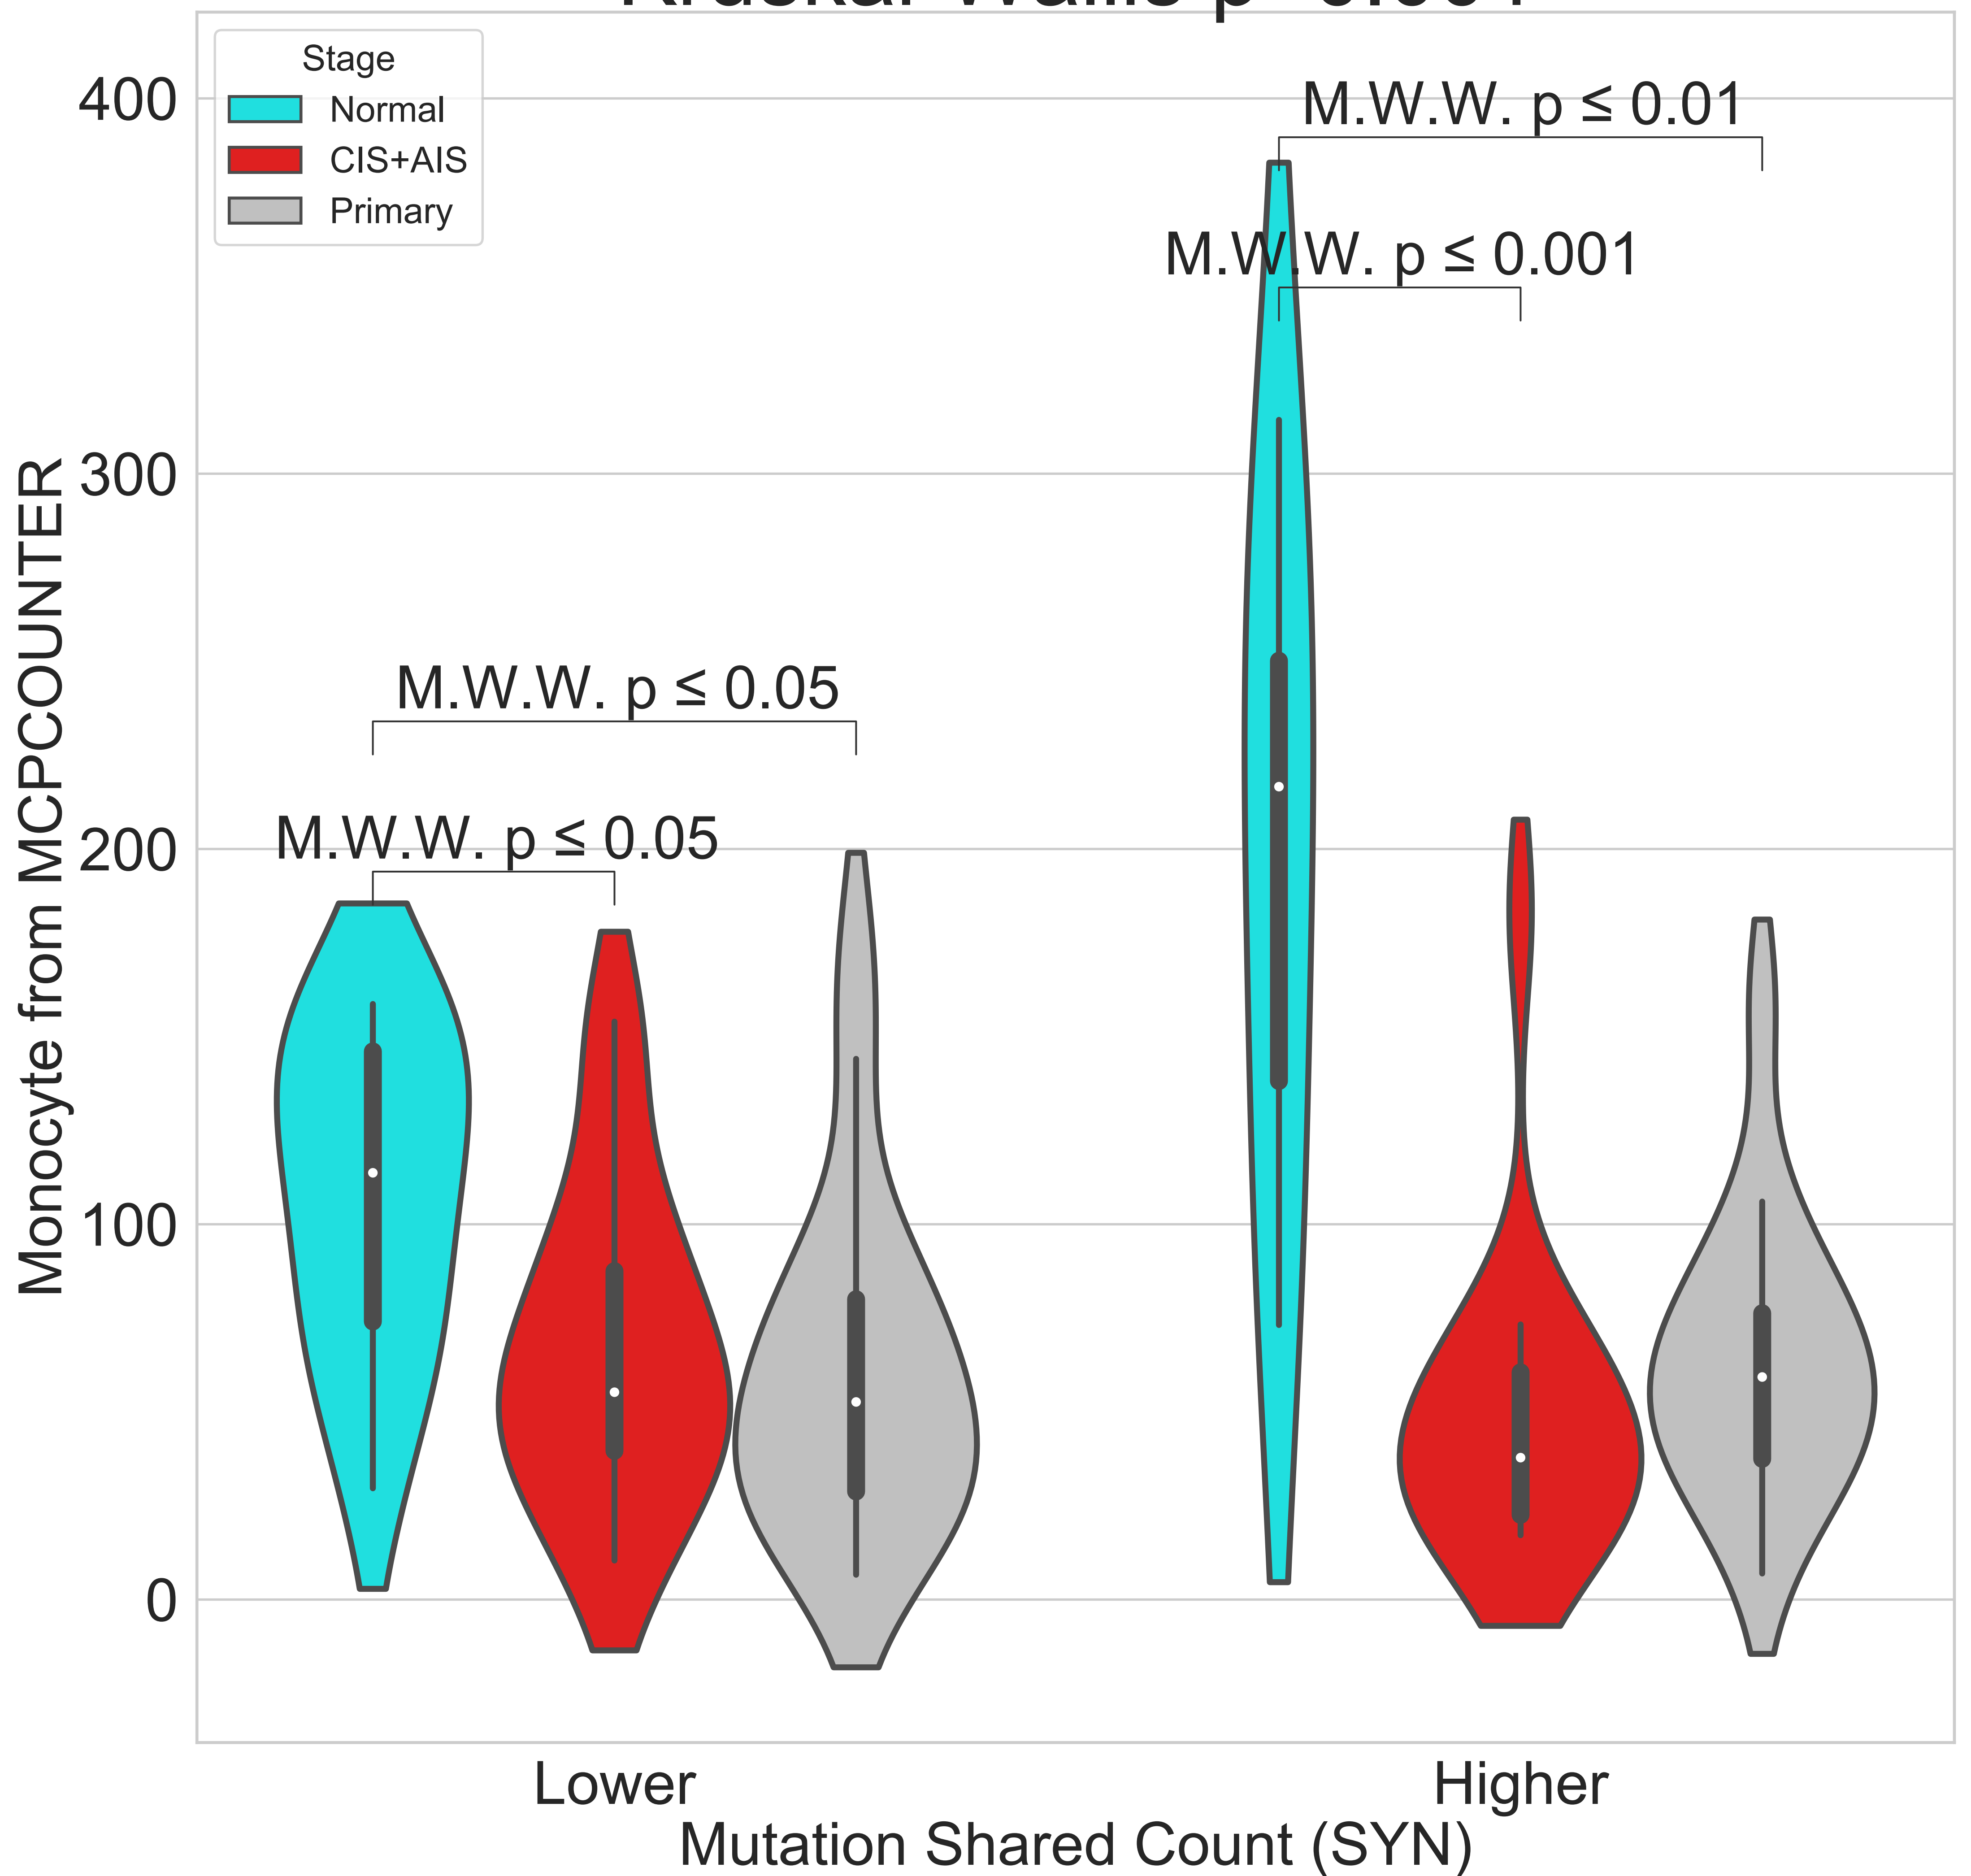 Stage
Normal
CIS+AIS
Primary
400
300
200
100
0
Monocyte from MCPCOUNTER
M.W.W. p ≤ 0.01
M.W.W. p ≤ 0.001
M.W.W. p ≤ 0.05
M.W.W. p ≤ 0.05
Lower
Higher
Mutation Shared Count (SYN)